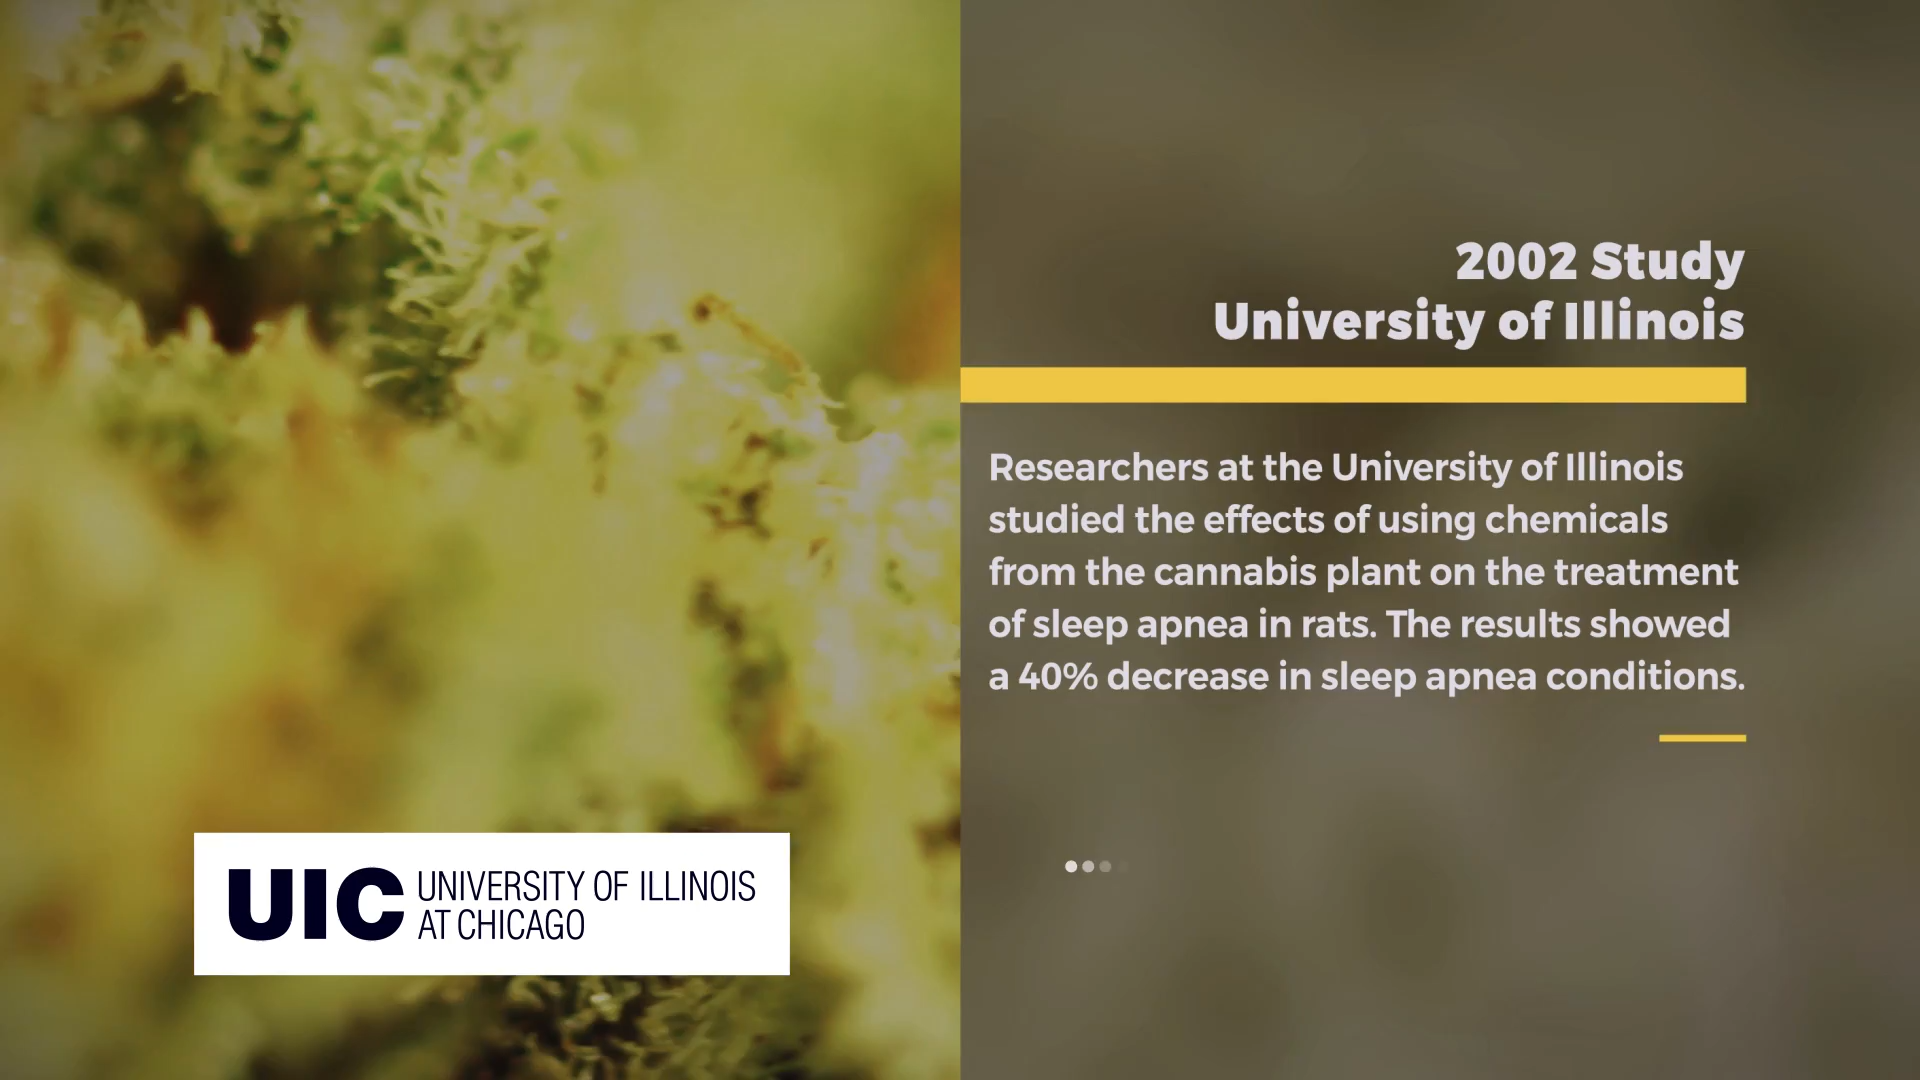 2002 Study
University of Illinois
Researchers at the University of Illinois
studied the effects of using chemicals
from the cannabis plant on the treatment
of sleep apnea in rats. The results showed
a 40% decrease in sleep apnea conditions.
UIC UNIVERSITY OF ILLINOIS
AT CHICAGO